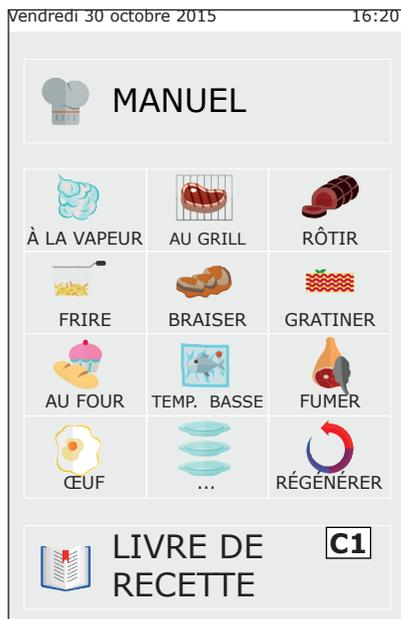 Vendredi 30 octobre 2015 16:20
MANUEL
À LA VAPEUR AU GRILL RÔTIR
FRIRE BRAISER GRATINER
AU FOUR TEMP. BASSE FUMER
ŒUF ... RÉGÉNÉRER
LIVRE DE C1
RECETTE